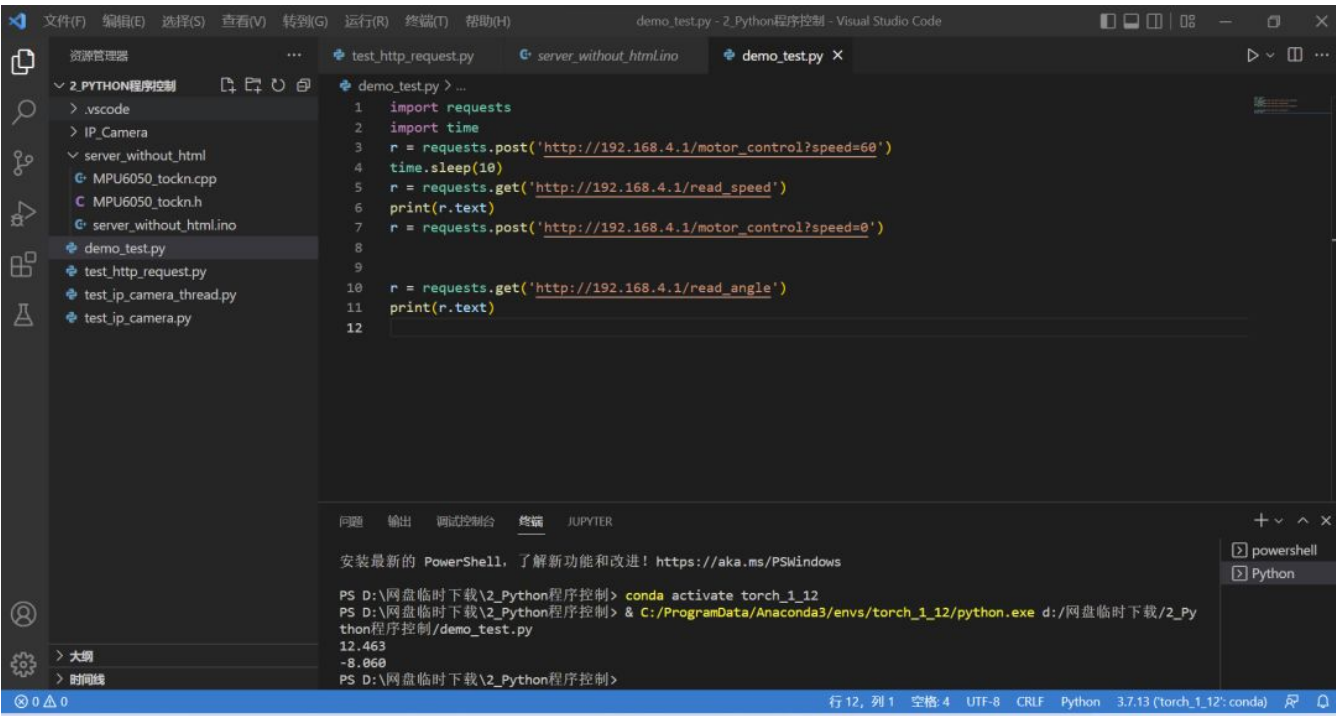 文件(F) 编辑(E) 选择(S) 查看(V) 转到(G) 运行(R) 终端(T) 帮助(H) demo_test.py - 2_Python程序控制 - Visual Studio Code
资源管理器 ...
test_http_request.py server_without_html.ino demo_test.py
2_PYTHON程序控制
.vscode
IP_Camera
server_without_html
MPU6050_tockn.cpp
MPU6050_tockn.h
server_without_html.ino
demo_test.py
test_http_request.py
test_ip_camera_thread.py
test_ip_camera.py
大纲
时间线
demo_test.py > ...
1 import requests
2 import time
3 r = requests.post('http://192.168.4.1/motor_control?speed=60')
4 time.sleep(10)
5 r = requests.get('http://192.168.4.1/read_speed')
6 print(r.text)
7 r = requests.post('http://192.168.4.1/motor_control?speed=0')
8
9
10 r = requests.get('http://192.168.4.1/read_angle')
11 print(r.text)
12
问题 输出 调试控制台 终端 JUPYTER
安装最新的 PowerShell，了解新功能和改进！https://aka.ms/PSWindows
PS D:\网盘临时下载\2_Python程序控制> conda activate torch_1_12
PS D:\网盘临时下载\2_Python程序控制> & C:/ProgramData/Anaconda3/envs/torch_1_12/python.exe d:/网盘临时下载/2_Py
thon程序控制/demo_test.py
12.463
-8.060
PS D:\网盘临时下载\2_Python程序控制>
powershell
Python
0 0 行 12，列 1 空格: 4 UTF-8 CRLF Python 3.7.13 ('torch_1_12': conda)